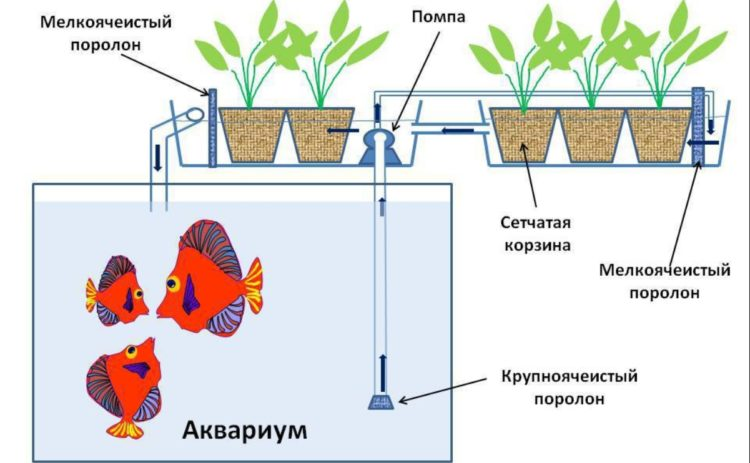 Мелкоячеистый
поролон
Помпа
Сетчатая
корзина
Мелкоячеистый
поролон
Крупноячеистый
поролон
Аквариум